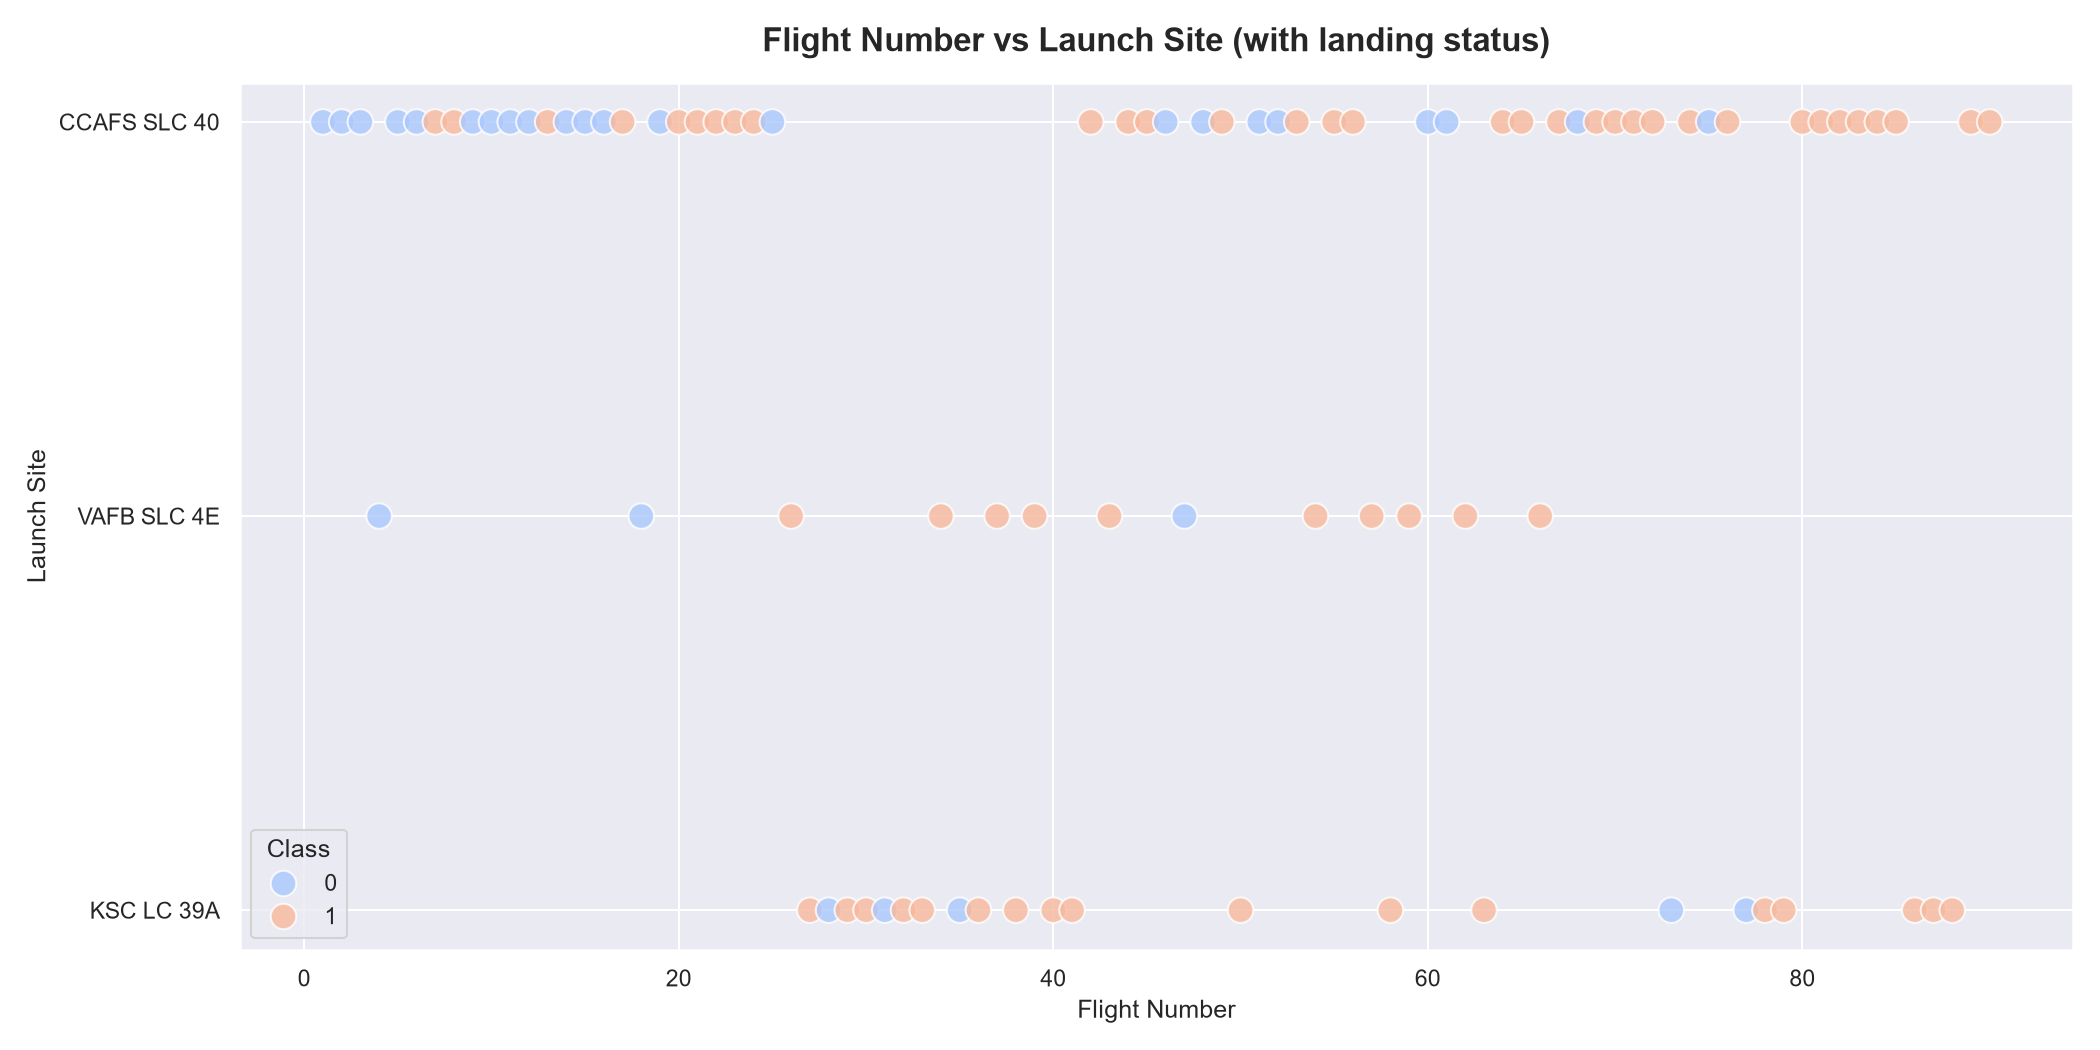 Flight Number vs Launch Site (with landing status)
Launch Site
CCAFS SLC 40
VAFB SLC 4E
KSC LC 39A
Class
0
1
0 20 40 60 80
Flight Number